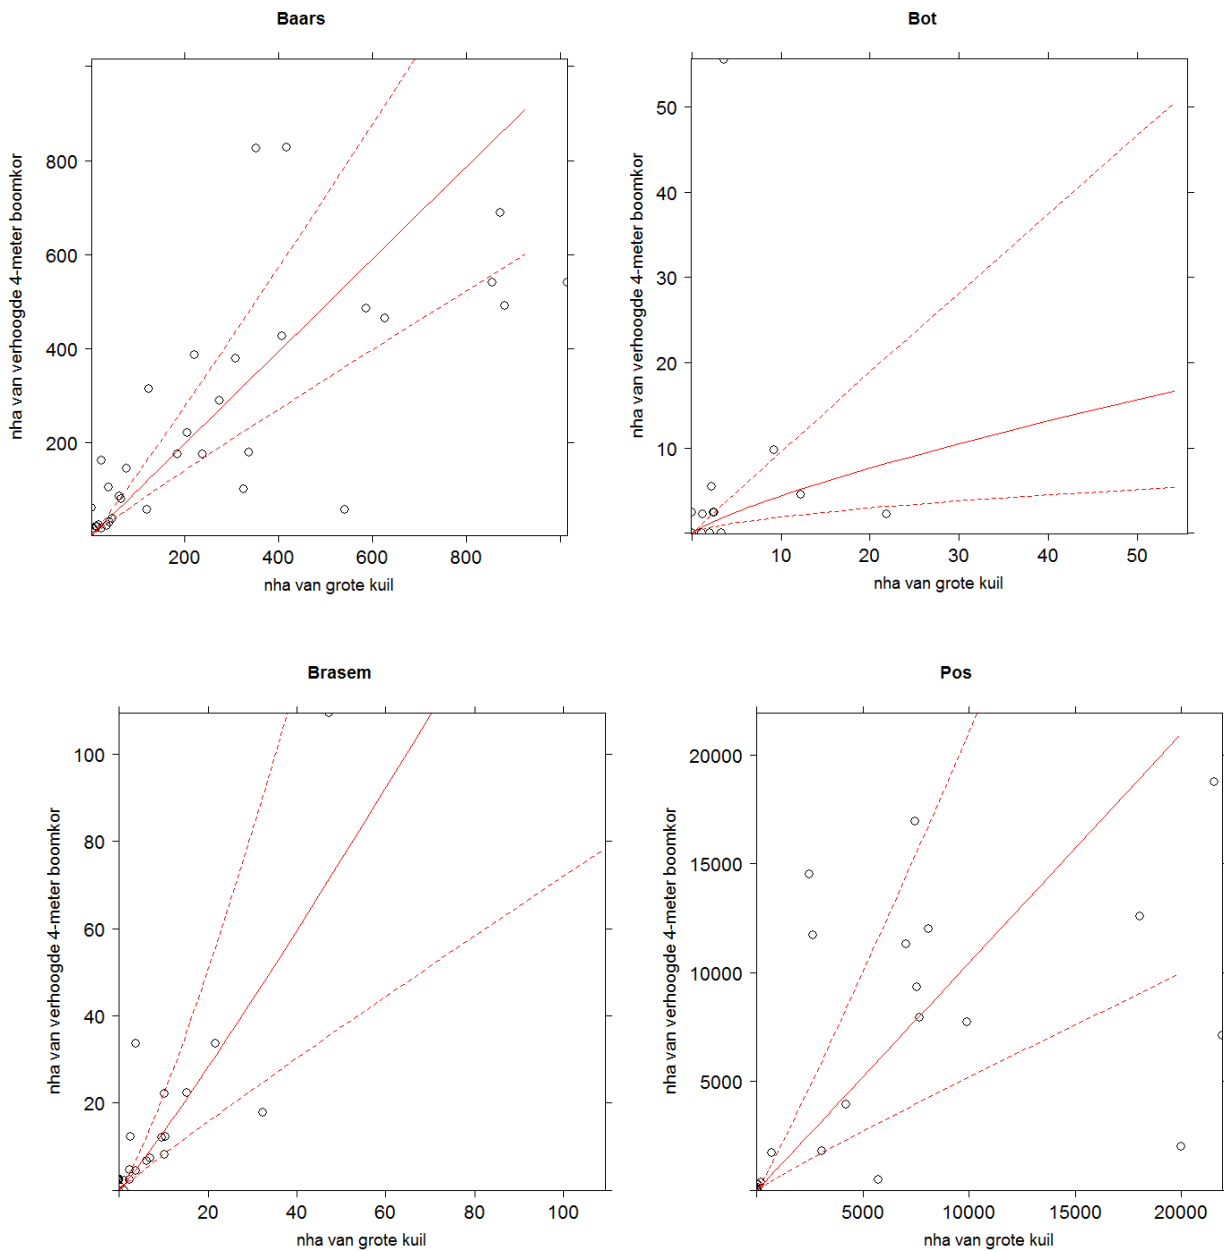 Baars
nha van verhoogde 4-meter boomkor
800
600
400
200
200 400 600 800
nha van grote kuil
Bot
nha van verhoogde 4-meter boomkor
50
40
30
20
10
10 20 30 40 50
nha van grote kuil
Brasem
nha van verhoogde 4-meter boomkor
100
80
60
40
20
20 40 60 80 100
nha van grote kuil
Pos
nha van verhoogde 4-meter boomkor
20000
15000
10000
5000
5000 10000 15000 20000
nha van grote kuil